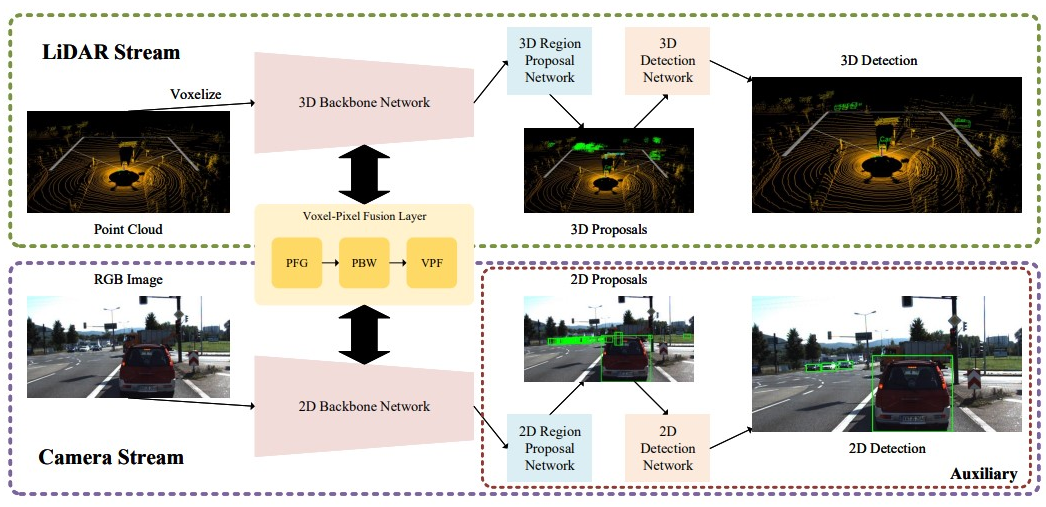 LiDAR Stream
Voxelize
3D Backbone Network
3D Region
Proposal
Network
3D
Detection
Network
3D Detection
Point Cloud
3D Proposals
Voxel-Pixel Fusion Layer
PFG
PBW
VPF
RGB Image
2D Proposals
2D Backbone Network
2D Region
Proposal
Network
2D
Detection
Network
2D Detection
Camera Stream
Auxiliary